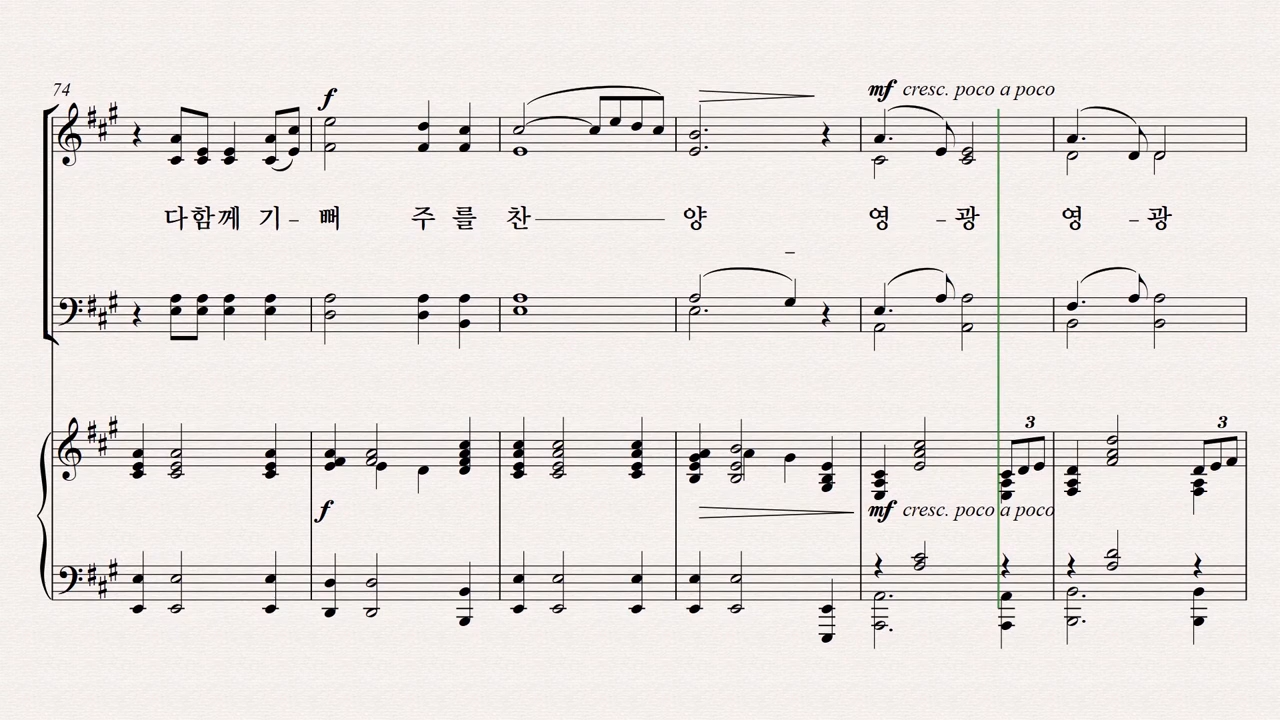 74
f
mf cresc. poco a poco
다함께 기 - 뻐 주 를 찬 양 영 - 광 영 - 광
3 3
f
mf cresc. poco a poco